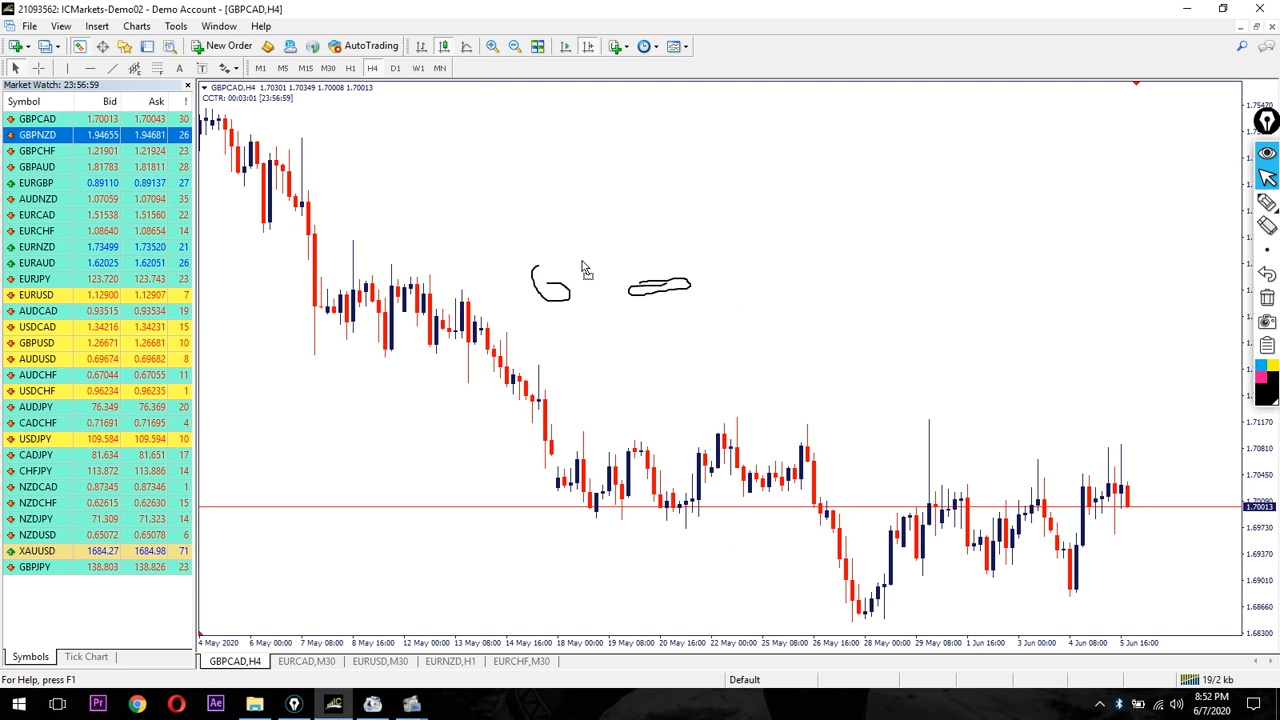 21093562: ICMarkets-Demo02 - Demo Account - [GBPCAD,H4]
File View Insert Charts Tools Window Help
New Order AutoTrading
M1 M5 M15 M30 H1 H4 D1 W1 MN
Market Watch: 23:56:59
Symbol Bid Ask !
GBPCAD 1.70013 1.70043 30
GBPNZD 1.94655 1.94681 26
GBPCHF 1.21901 1.21924 23
GBPAUD 1.81783 1.81811 28
EURGBP 0.89110 0.89137 27
AUDNZD 1.07059 1.07094 35
EURCAD 1.51538 1.51560 22
EURCHF 1.08640 1.08654 14
EURNZD 1.73499 1.73520 21
EURAUD 1.62025 1.62051 26
EURJPY 123.720 123.743 23
EURUSD 1.12900 1.12907 7
AUDCAD 0.93515 0.93534 19
USDCAD 1.34216 1.34231 15
GBPUSD 1.26671 1.26681 10
AUDUSD 0.69674 0.69682 8
AUDCHF 0.67044 0.67055 11
USDCHF 0.96234 0.96235 1
AUDJPY 76.349 76.369 20
CADCHF 0.71691 0.71695 4
USDJPY 109.584 109.594 10
CADJPY 81.634 81.651 17
CHFJPY 113.872 113.886 14
NZDCAD 0.87345 0.87346 1
NZDCHF 0.62615 0.62630 15
NZDJPY 71.309 71.323 14
NZDUSD 0.65072 0.65078 6
XAUUSD 1684.27 1684.98 71
GBPJPY 138.803 138.826 23
Symbols Tick Chart
GBPCAD,H4 1.70301 1.70349 1.70008 1.70013
CCTR: 00:03:01 [23:56:59]
6
1.75470
1.71170
1.70810
1.70450
1.70090
1.70013
1.69730
1.69370
1.69010
1.68660
1.68300
4 May 2020 6 May 00:00 7 May 08:00 8 May 16:00 12 May 00:00 13 May 08:00 14 May 16:00 18 May 00:00 19 May 08:00 20 May 16:00 22 May 00:00 25 May 08:00 26 May 16:00 28 May 00:00 29 May 08:00 1 Jun 16:00 3 Jun 00:00 4 Jun 08:00 5 Jun 16:00
GBPCAD,H4 EURCAD,M30 EURUSD,M30 EURNZD,H1 EURCHF,M30
For Help, press F1 Default 19/2 kb
Pr Ae
8:52 PM
6/7/2020